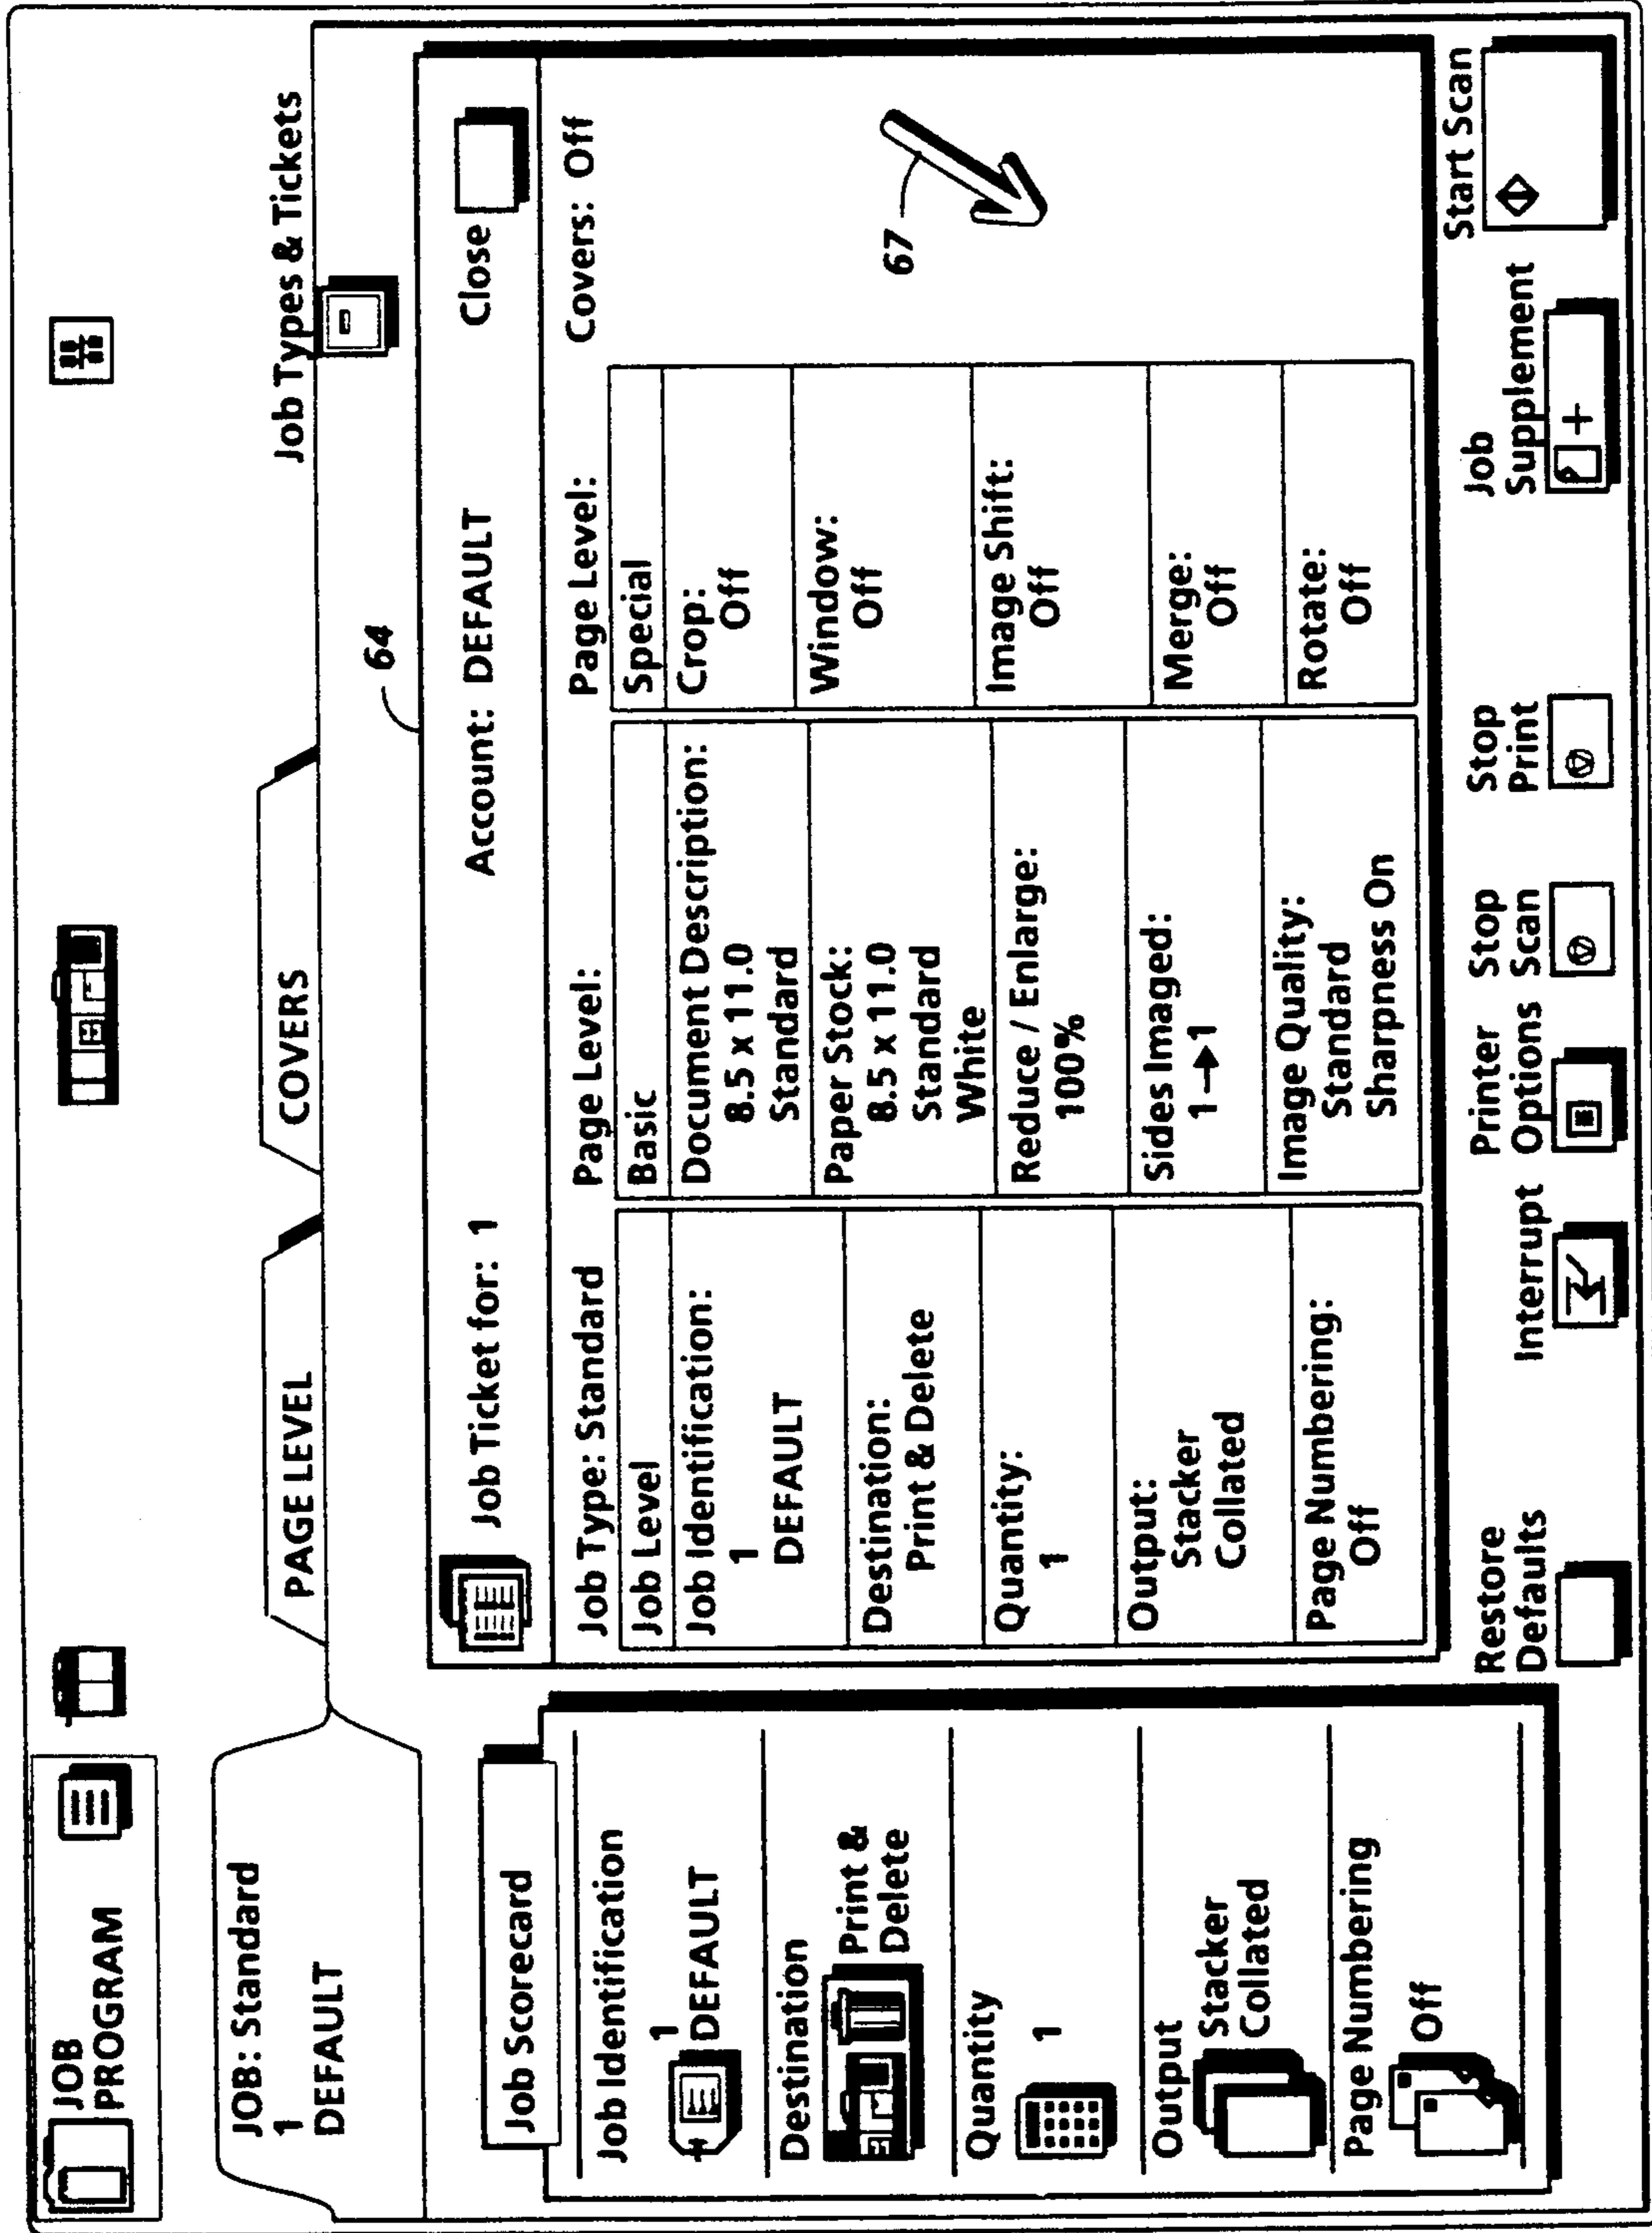 JOB
PROGRAM
JOB: Standard
1
DEFAULT
PAGE LEVEL
COVERS
Job Types & Tickets
64
Job Scorecard
Job Identification
1
DEFAULT
Destination
Print &
Delete
Quantity
1
Output
Stacker
Collated
Page Numbering
Off
Job Ticket for: 1
Account: DEFAULT
Close
Job Type: Standard
Job Level
Job Identification:
1
DEFAULT
Destination:
Print & Delete
Quantity:
1
Output:
Stacker
Collated
Page Numbering:
Off
Page Level:
Basic
Document Description:
8.5 x 11.0
Standard
Paper Stock:
8.5 x 11.0
Standard
White
Reduce / Enlarge:
100%
Sides Imaged:
1→1
Image Quality:
Standard
Sharpness On
Page Level:
Special
Crop:
Off
Window:
Off
Image Shift:
Off
Merge:
Off
Rotate:
Off
Covers: Off
67
Restore
Defaults
Interrupt
Printer
Options
Stop
Scan
Stop
Print
Job
Supplement
Start Scan